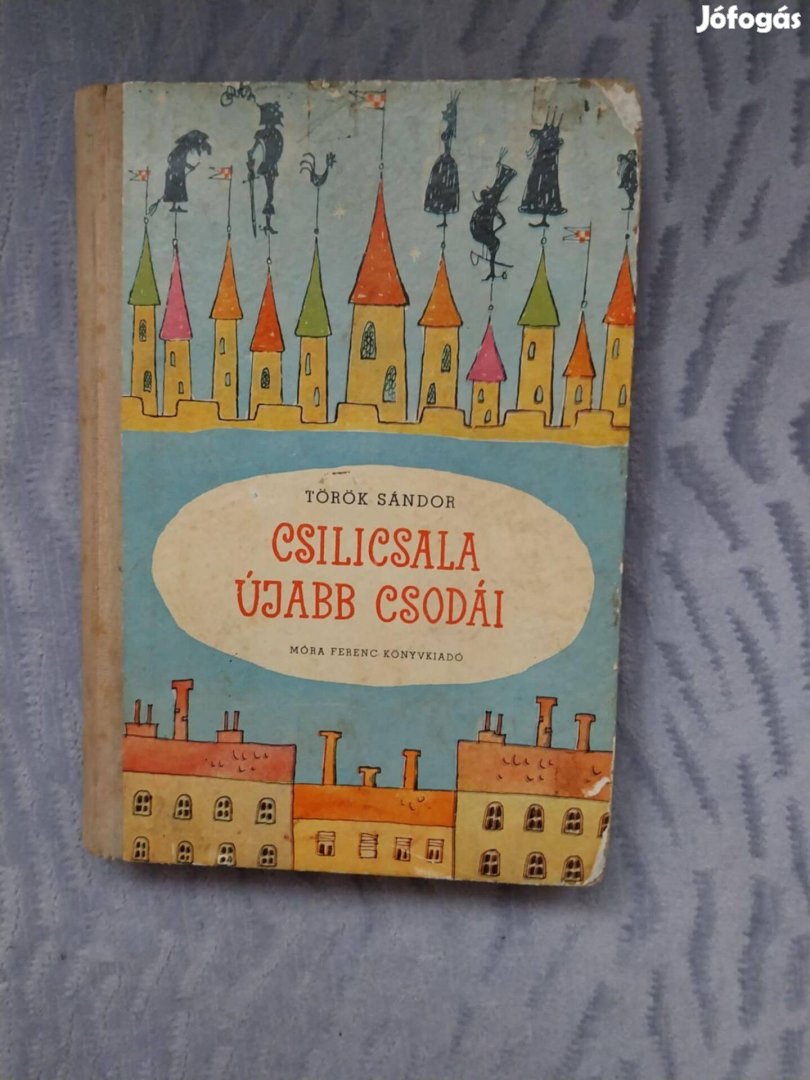 Jófogás
TÖRÖK SÁNDOR
CSILICSALA
ÚJABB CSODÁI
MÓRA FERENC KÖNYVKIADÓ